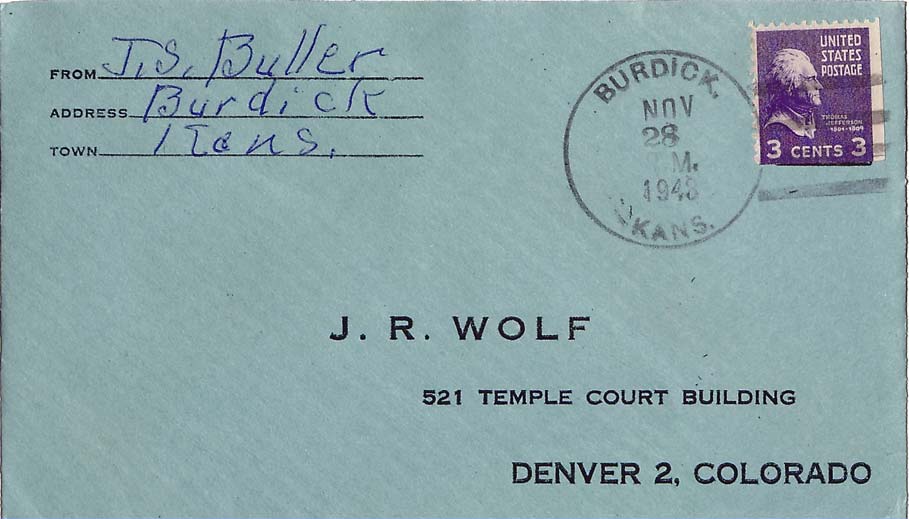 FROM J. S. Buller
ADDRESS Burdick
TOWN Kans.
BURDICK,
NOV
28
M.
1948
KANS.
UNITED
STATES
POSTAGE
THOMAS
JEFFERSON
1801-1809
3 CENTS 3
J. R. WOLF
521 TEMPLE COURT BUILDING
DENVER 2, COLORADO